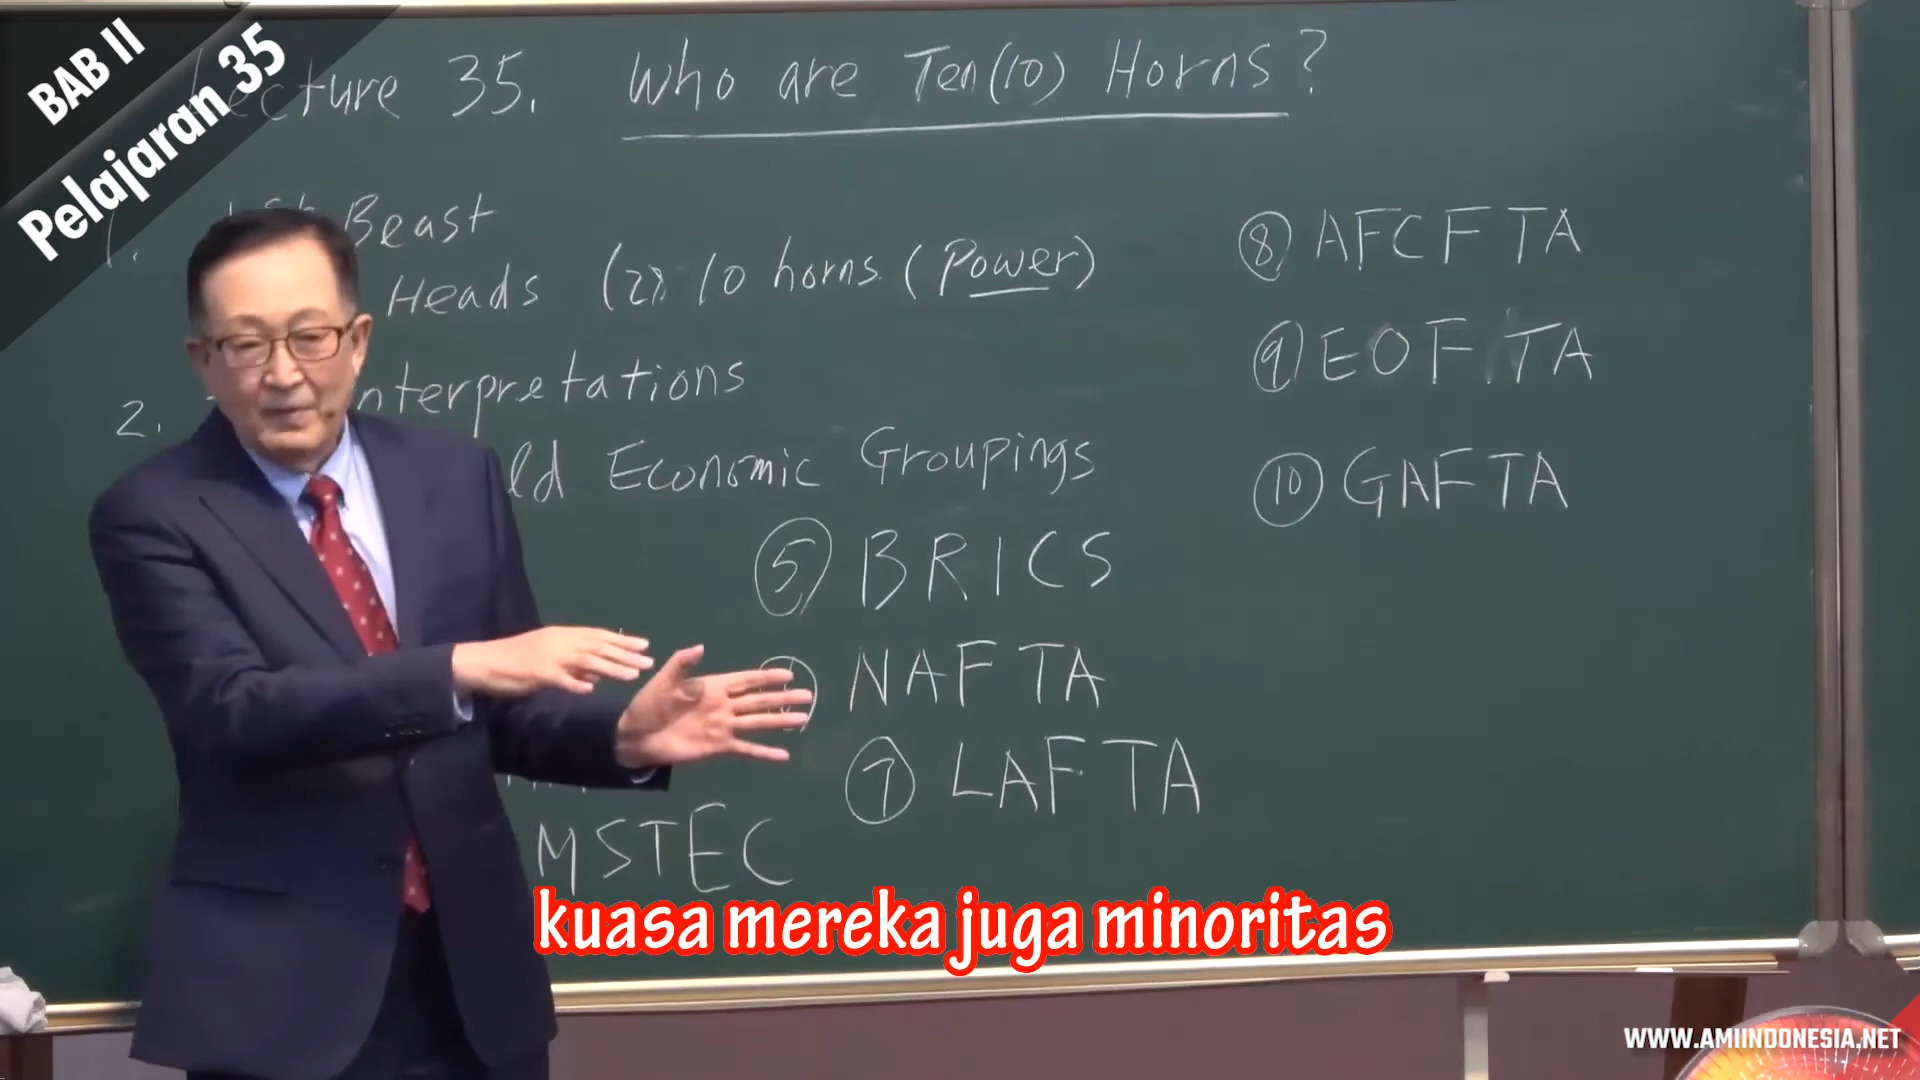 BAB II
Pelajaran 35
Lecture 35. Who are Ten(10) Horns?
1. Beast
Heads (2) 10 horns (Power)
2. Interpretations
Economic Groupings
⑤ BRICS
NAFTA
⑦ LAFTA
MSTEC
⑧ AFCFTA
⑨ EOFTA
⑩ GAFTA
kuasa mereka juga minoritas
WWW.AMIINDONESIA.NET